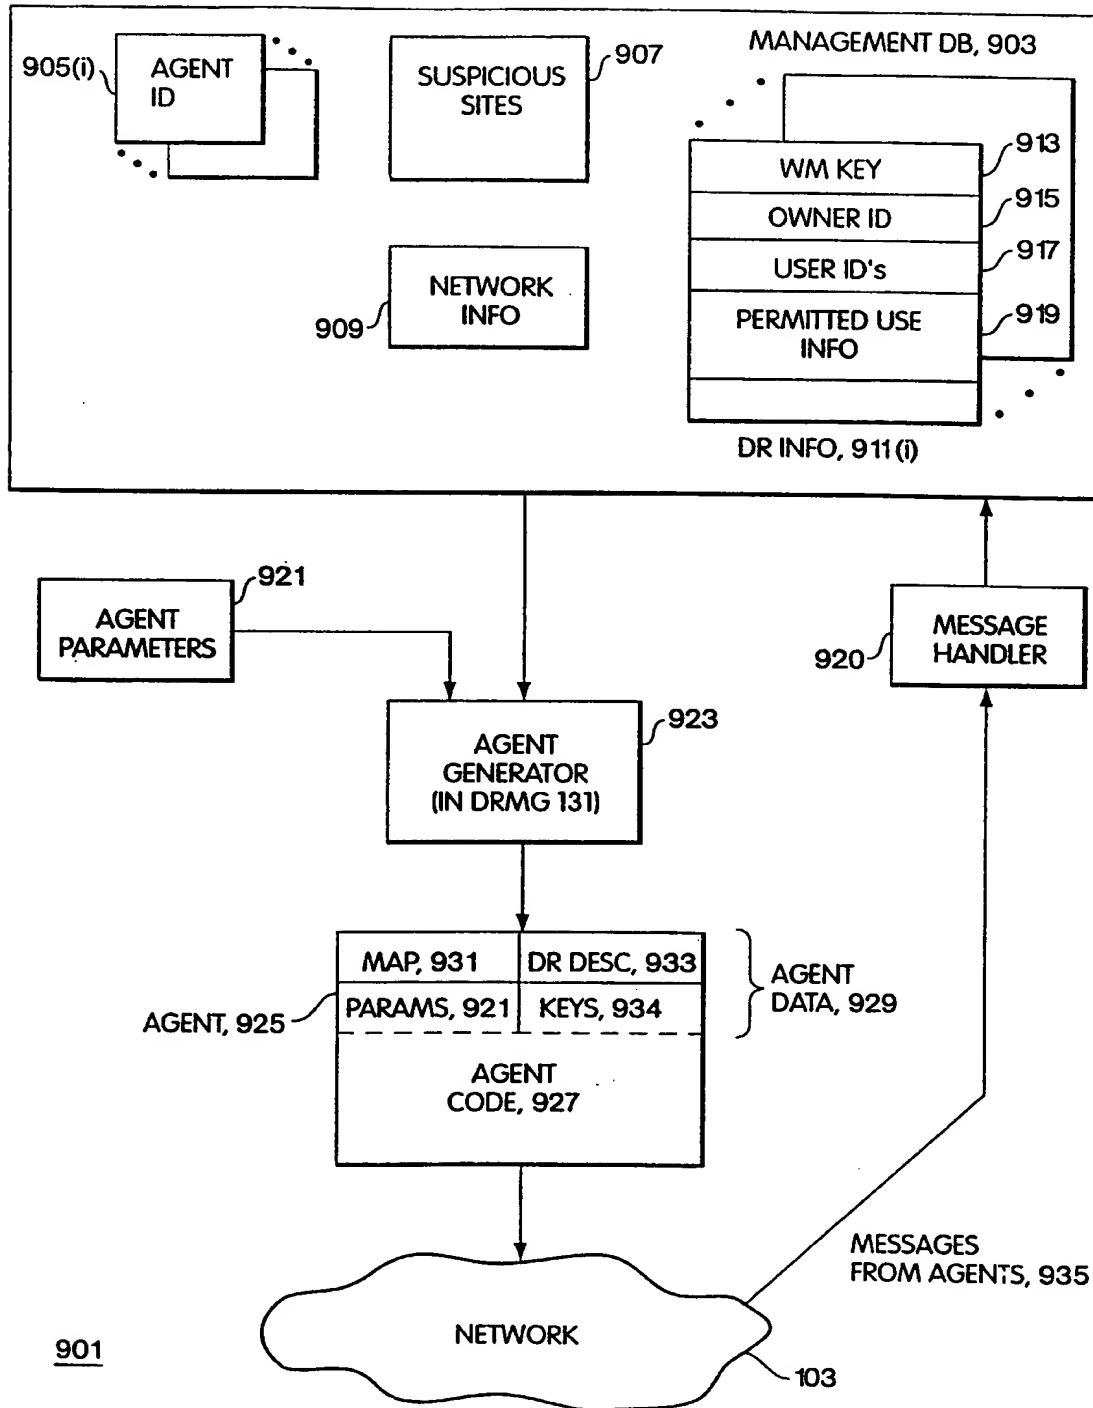 MANAGEMENT DB, 903
905(i)
AGENT
ID
SUSPICIOUS
SITES
907
WM KEY
913
OWNER ID
915
USER ID's
917
PERMITTED USE
INFO
919
DR INFO, 911(i)
NETWORK
INFO
909
921
AGENT
PARAMETERS
920
MESSAGE
HANDLER
923
AGENT
GENERATOR
(IN DRMG 131)
MAP, 931
DR DESC, 933
PARAMS, 921
KEYS, 934
AGENT
DATA, 929
AGENT, 925
AGENT
CODE, 927
MESSAGES
FROM AGENTS, 935
NETWORK
103
901